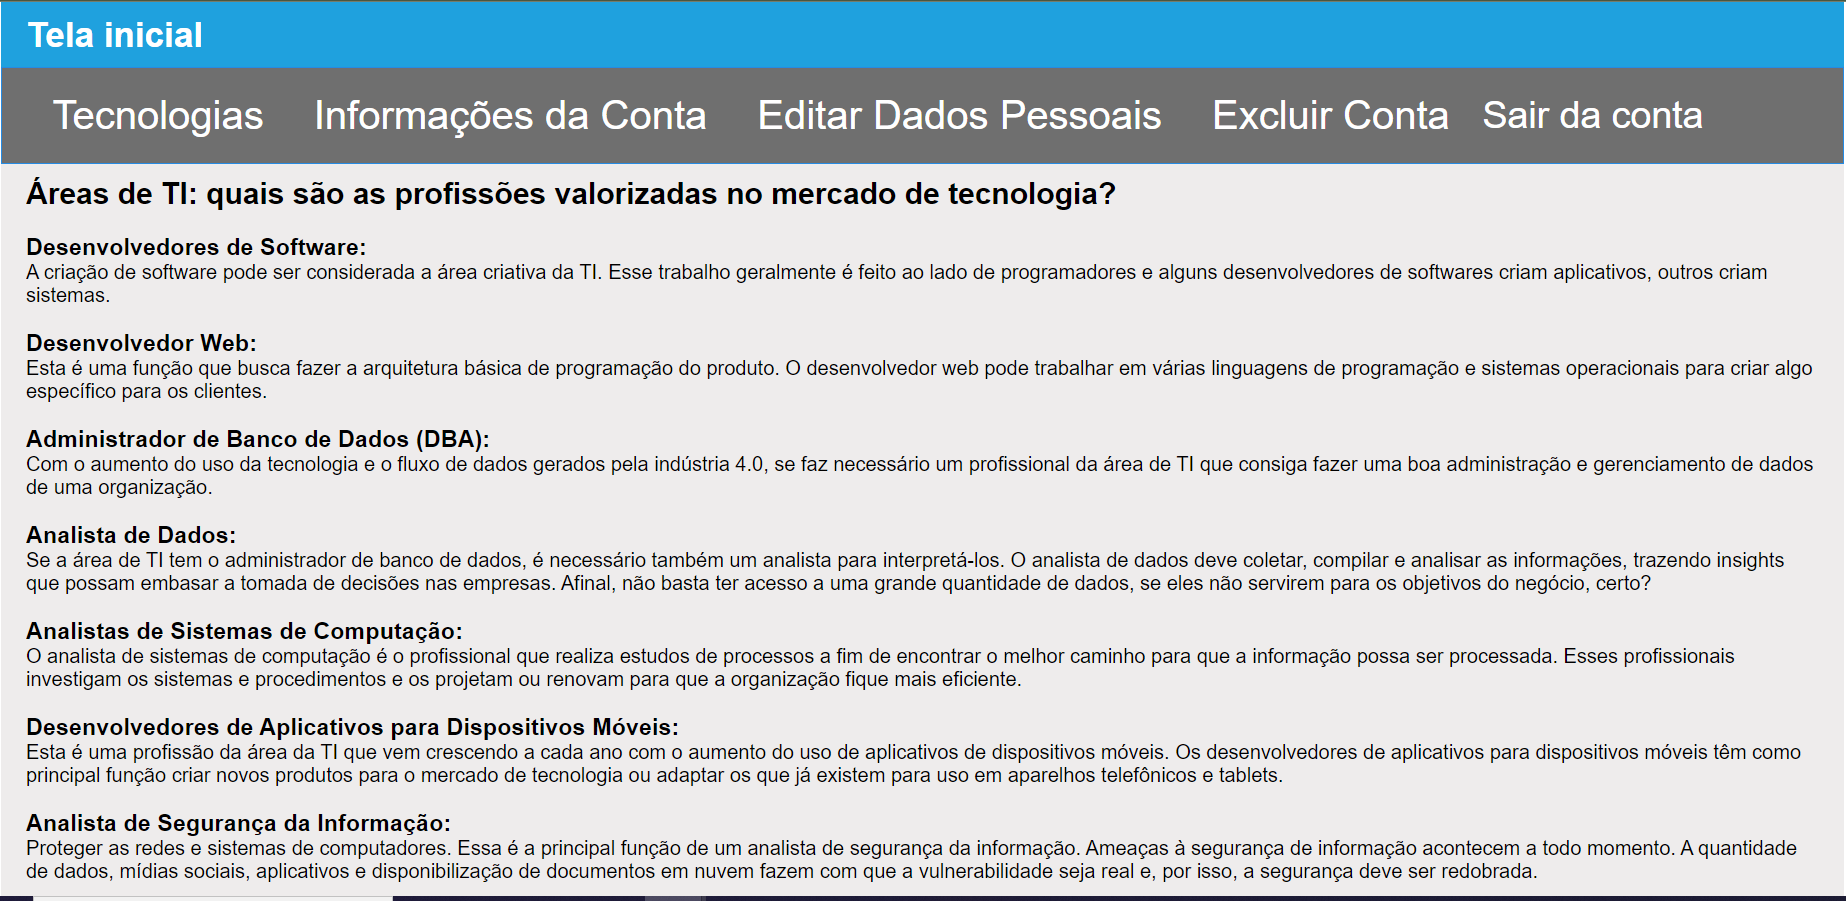 Tela inicial
Tecnologias Informações da Conta Editar Dados Pessoais Excluir Conta Sair da conta
Áreas de TI: quais são as profissões valorizadas no mercado de tecnologia?
Desenvolvedores de Software:
A criação de software pode ser considerada a área criativa da TI. Esse trabalho geralmente é feito ao lado de programadores e alguns desenvolvedores de softwares criam aplicativos, outros criam
sistemas.
Desenvolvedor Web:
Esta é uma função que busca fazer a arquitetura básica de programação do produto. O desenvolvedor web pode trabalhar em várias linguagens de programação e sistemas operacionais para criar algo
específico para os clientes.
Administrador de Banco de Dados (DBA):
Com o aumento do uso da tecnologia e o fluxo de dados gerados pela indústria 4.0, se faz necessário um profissional da área de TI que consiga fazer uma boa administração e gerenciamento de dados
de uma organização.
Analista de Dados:
Se a área de TI tem o administrador de banco de dados, é necessário também um analista para interpretá-los. O analista de dados deve coletar, compilar e analisar as informações, trazendo insights
que possam embasar a tomada de decisões nas empresas. Afinal, não basta ter acesso a uma grande quantidade de dados, se eles não servirem para os objetivos do negócio, certo?
Analistas de Sistemas de Computação:
O analista de sistemas de computação é o profissional que realiza estudos de processos a fim de encontrar o melhor caminho para que a informação possa ser processada. Esses profissionais
investigam os sistemas e procedimentos e os projetam ou renovam para que a organização fique mais eficiente.
Desenvolvedores de Aplicativos para Dispositivos Móveis:
Esta é uma profissão da área da TI que vem crescendo a cada ano com o aumento do uso de aplicativos de dispositivos móveis. Os desenvolvedores de aplicativos para dispositivos móveis têm como
principal função criar novos produtos para o mercado de tecnologia ou adaptar os que já existem para uso em aparelhos telefônicos e tablets.
Analista de Segurança da Informação:
Proteger as redes e sistemas de computadores. Essa é a principal função de um analista de segurança da informação. Ameaças à segurança de informação acontecem a todo momento. A quantidade
de dados, mídias sociais, aplicativos e disponibilização de documentos em nuvem fazem com que a vulnerabilidade seja real e, por isso, a segurança deve ser redobrada.